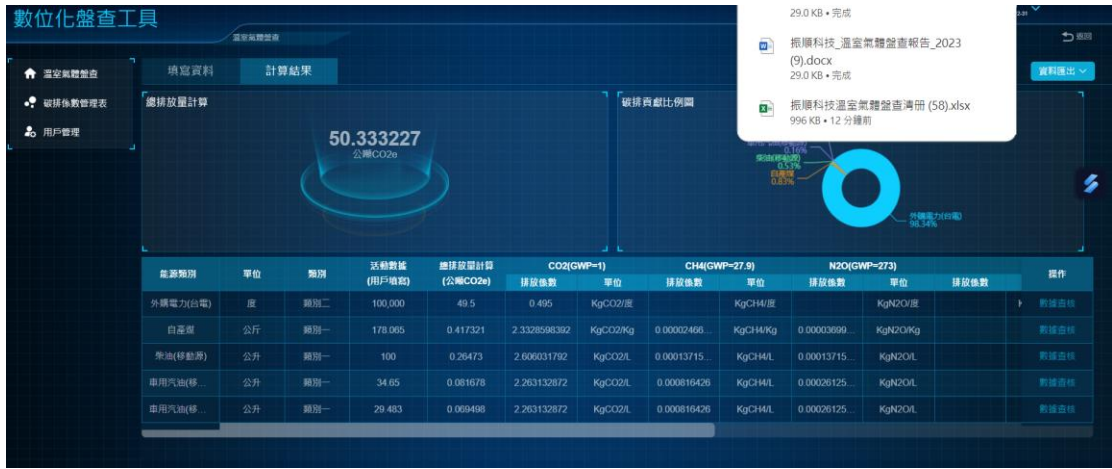 數位化盤查工具
29.0 KB • 完成
溫室氣體盤查
返回
振順科技_溫室氣體盤查報告_2023
(9).docx
29.0 KB • 完成
振順科技溫室氣體盤查清冊 (58).xlsx
996 KB • 12 分鐘前
溫室氣體盤查
碳排係數管理表
用戶管理
填寫資料
計算結果
資料匯出
總排放量計算
50.333227
公噸CO2e
碳排貢獻比例圖
0.16%
柴油(移動源)
0.53%
自產煤
0.83%
外購電力(台電)
98.34%
能源類別 單位 類別 活動數據 (用戶填寫) 總排放量計算 (公噸CO2e) CO2(GWP=1) CH4(GWP=27.9) N2O(GWP=273) 操作
排放係數 單位 排放係數 單位 排放係數 單位 排放係數
外購電力(台電) 度 類別二 100,000 49.5 0.495 KgCO2/度 KgCH4/度 KgN2O/度 數據查核
自產煤 公斤 類別一 178.065 0.417321 2.3328598392 KgCO2/Kg 0.00002466... KgCH4/Kg 0.00003699... KgN2O/Kg 數據查核
柴油(移動源) 公升 類別一 100 0.26473 2.606031792 KgCO2/L 0.00013715... KgCH4/L 0.00013715... KgN2O/L 數據查核
車用汽油(移... 公升 類別一 34.65 0.081678 2.263132872 KgCO2/L 0.000816426 KgCH4/L 0.00026125... KgN2O/L 數據查核
車用汽油(移... 公升 類別一 29.483 0.069498 2.263132872 KgCO2/L 0.000816426 KgCH4/L 0.00026125... KgN2O/L 數據查核